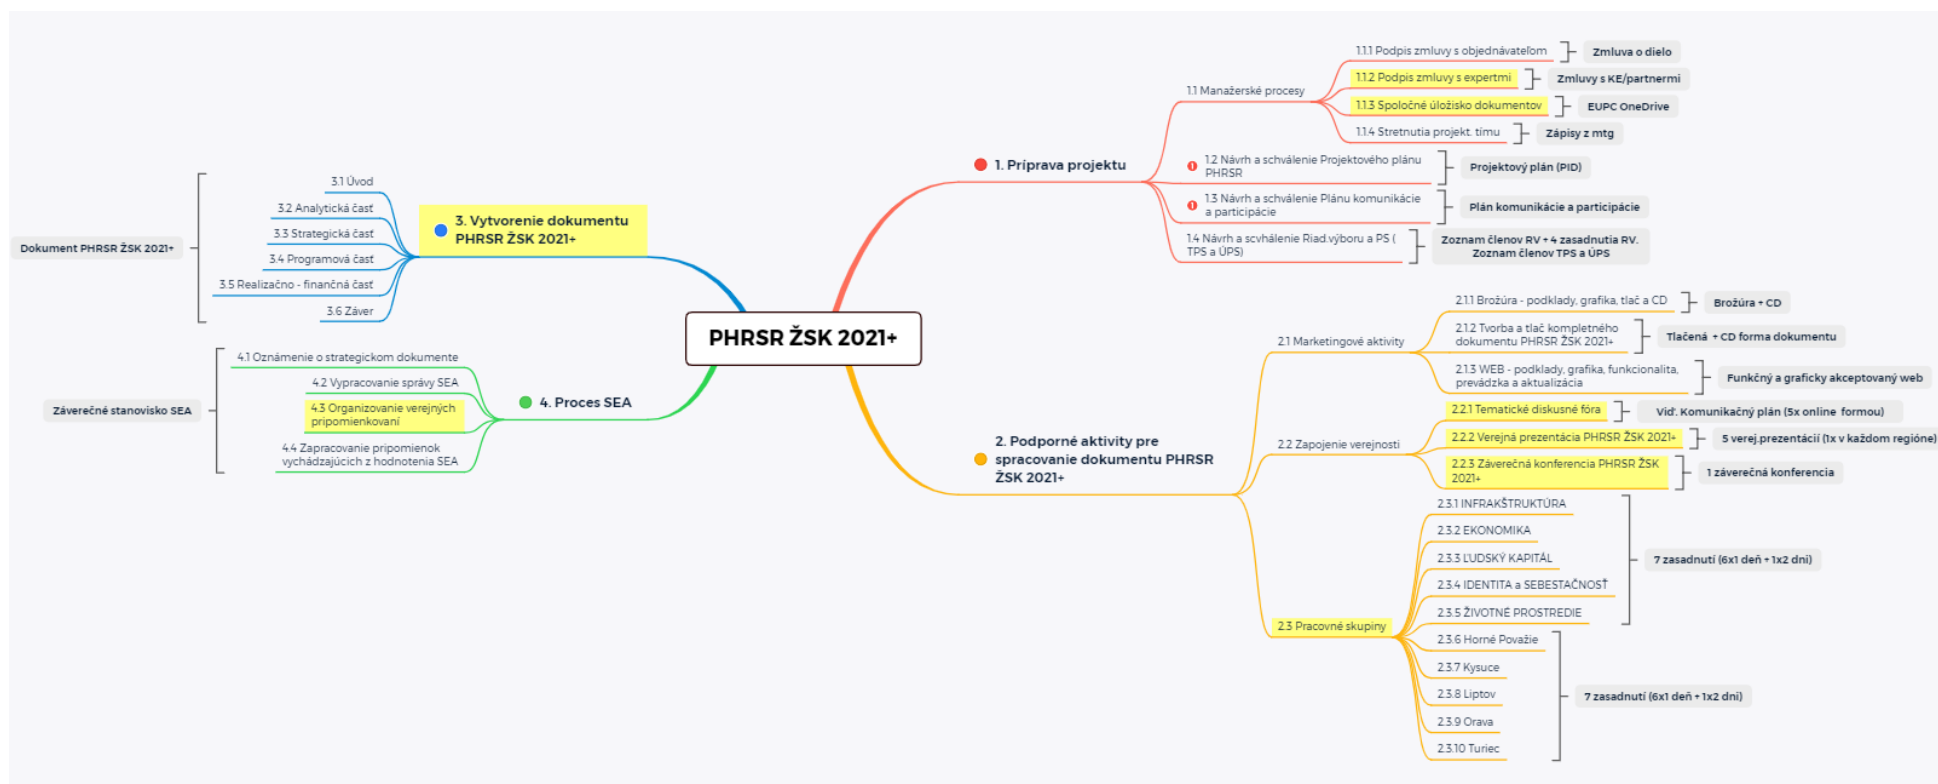 PHRSR ŽSK 2021+
1. Príprava projektu
1.1 Manažerské procesy
1.1.1 Podpis zmluvy s objednávateľom
Zmluva o dielo
1.1.2 Podpis zmluvy s expertmi
Zmluvy s KE/partnermi
1.1.3 Spoločné úložisko dokumentov
EUPC OneDrive
1.1.4 Stretnutia projekt. tímu
Zápisy z mtg
1.2 Návrh a schválenie Projektového plánu
PHRSR
Projektový plán (PID)
1.3 Návrh a schválenie Plánu komunikácie
a participácie
Plán komunikácie a participácie
1.4 Návrh a scvhálenie Riad.výboru a PS (
TPS a ÚPS)
Zoznam členov RV + 4 zasadnutia RV.
Zoznam členov TPS a ÚPS
2. Podporné aktivity pre
spracovanie dokumentu PHRSR
ŽSK 2021+
2.1 Marketingové aktivity
2.1.1 Brožúra - podklady, grafika, tlač a CD
Brožúra + CD
2.1.2 Tvorba a tlač kompletného
dokumentu PHRSR ŽSK 2021+
Tlačená + CD forma dokumentu
2.1.3 WEB - podklady, grafika, funkcionalita,
prevádzka a aktualizácia
Funkčný a graficky akceptovaný web
2.2 Zapojenie verejnosti
2.2.1 Tematické diskusné fóra
Viď. Komunikačný plán (5x online formou)
2.2.2 Verejná prezentácia PHRSR ŽSK 2021+
5 verej.prezentácií (1x v každom regióne)
2.2.3 Záverečná konferencia PHRSR ŽSK
2021+
1 záverečná konferencia
2.3 Pracovné skupiny
2.3.1 INFRAKŠTRUKTÚRA
2.3.2 EKONOMIKA
2.3.3 ĽUDSKÝ KAPITÁL
2.3.4 IDENTITA a SEBESTAČNOSŤ
2.3.5 ŽIVOTNÉ PROSTREDIE
7 zasadnutí (6x1 deň + 1x2 dni)
2.3.6 Horné Považie
2.3.7 Kysuce
2.3.8 Liptov
2.3.9 Orava
2.3.10 Turiec
7 zasadnutí (6x1 deň + 1x2 dni)
3. Vytvorenie dokumentu
PHRSR ŽSK 2021+
3.1 Úvod
3.2 Analytická časť
3.3 Strategická časť
3.4 Programová časť
3.5 Realizačno - finančná časť
3.6 Záver
Dokument PHRSR ŽSK 2021+
4. Proces SEA
4.1 Oznámenie o strategickom dokumente
4.2 Vypracovanie správy SEA
4.3 Organizovanie verejných
pripomienkovaní
4.4 Zapracovanie pripomienok
vychádzajúcich z hodnotenia SEA
Záverečné stanovisko SEA